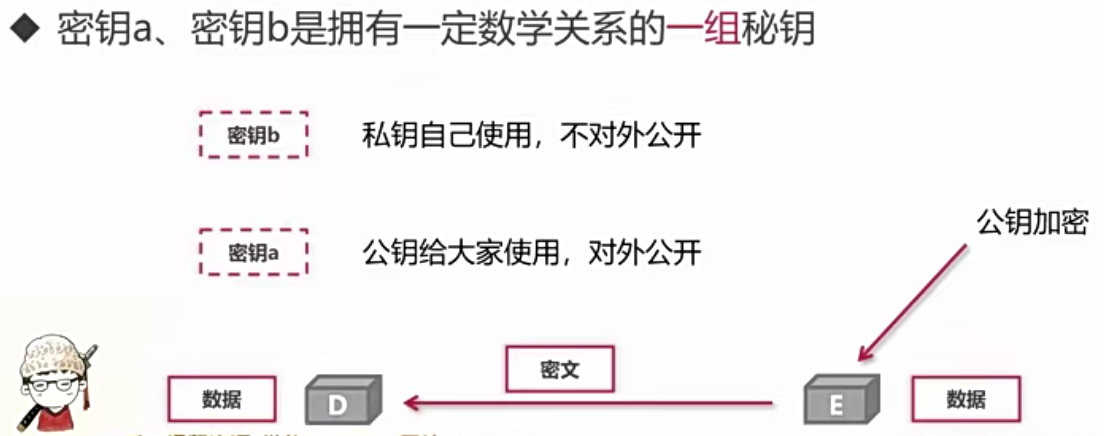 ◆ 密钥a、密钥b是拥有一定数学关系的一组秘钥
密钥b 私钥自己使用，不对外公开
公钥加密
密钥a 公钥给大家使用，对外公开
密文
数据 D E 数据